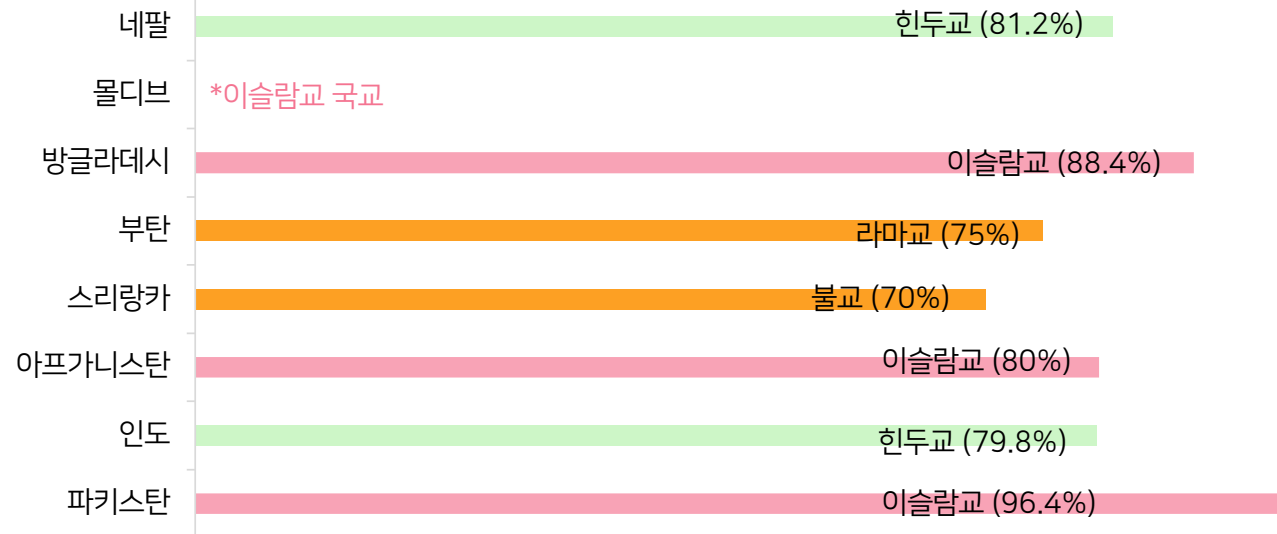 네팔 힌두교 (81.2%)
몰디브 *이슬람교 국교
방글라데시 이슬람교 (88.4%)
부탄 라마교 (75%)
스리랑카 불교 (70%)
아프가니스탄 이슬람교 (80%)
인도 힌두교 (79.8%)
파키스탄 이슬람교 (96.4%)